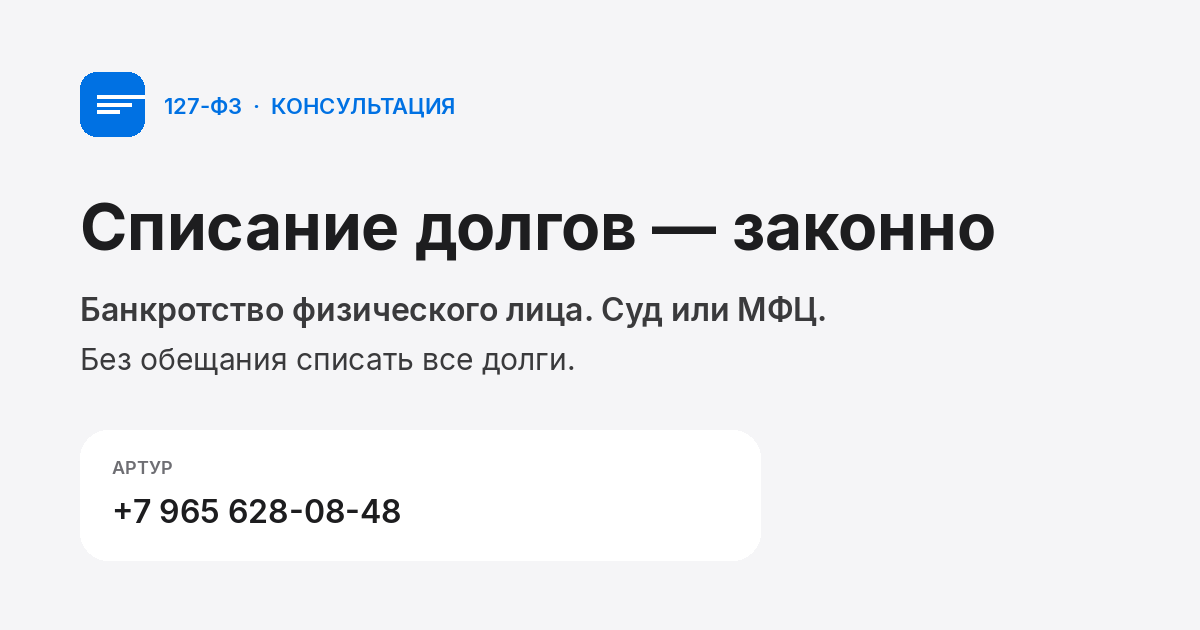 127-ФЗ · КОНСУЛЬТАЦИЯ
Списание долгов — законно
Банкротство физического лица. Суд или МФЦ.
Без обещания списать все долги.
АРТУР
+7 965 628-08-48